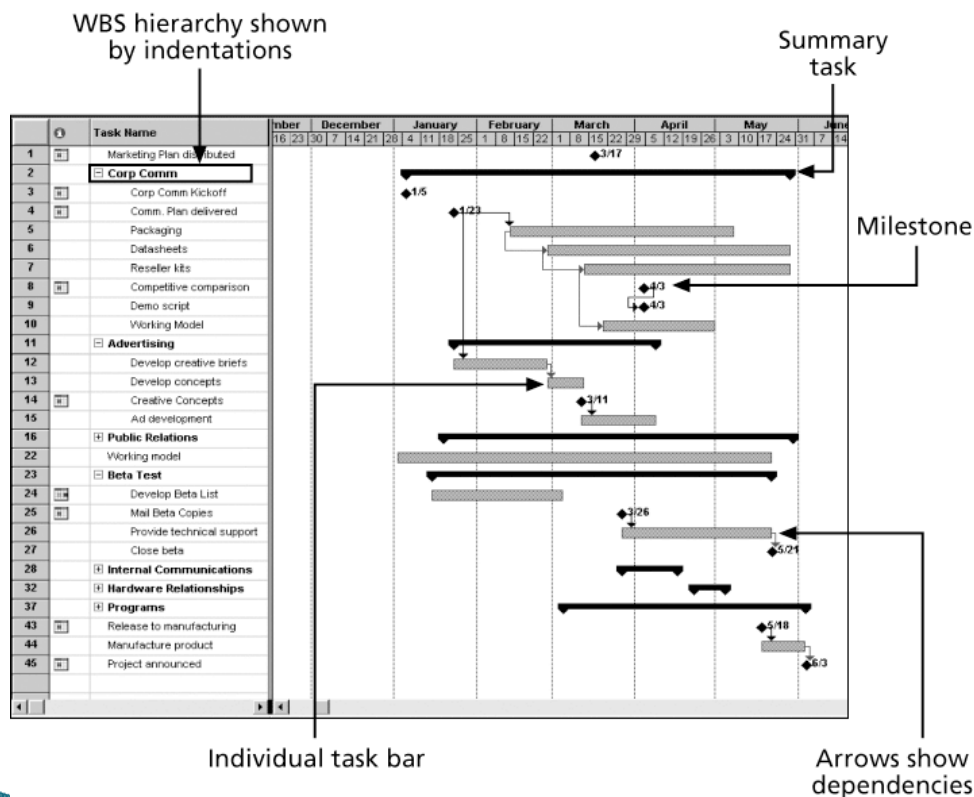 WBS hierarchy shown
by indentations
Summary
task
Task Name
mber December January February March April May June
16 23 30 7 14 21 28 4 11 18 25 1 8 15 22 1 8 15 22 29 5 12 19 26 3 10 17 24 31 7 14
1 Marketing Plan distributed 3/17
2 Corp Comm
3 Corp Comm Kickoff 1/5
4 Comm. Plan delivered 1/23
5 Packaging
6 Datasheets
7 Reseller kits
8 Competitive comparison 4/3
9 Demo script 4/3
10 Working Model
11 Advertising
12 Develop creative briefs
13 Develop concepts
14 Creative Concepts 3/11
15 Ad development
16 Public Relations
22 Working model
23 Beta Test
24 Develop Beta List
25 Mail Beta Copies 3/26
26 Provide technical support
27 Close beta 5/21
28 Internal Communications
32 Hardware Relationships
37 Programs
43 Release to manufacturing 5/18
44 Manufacture product
45 Project announced 6/3
Milestone
Individual task bar
Arrows show
dependencies